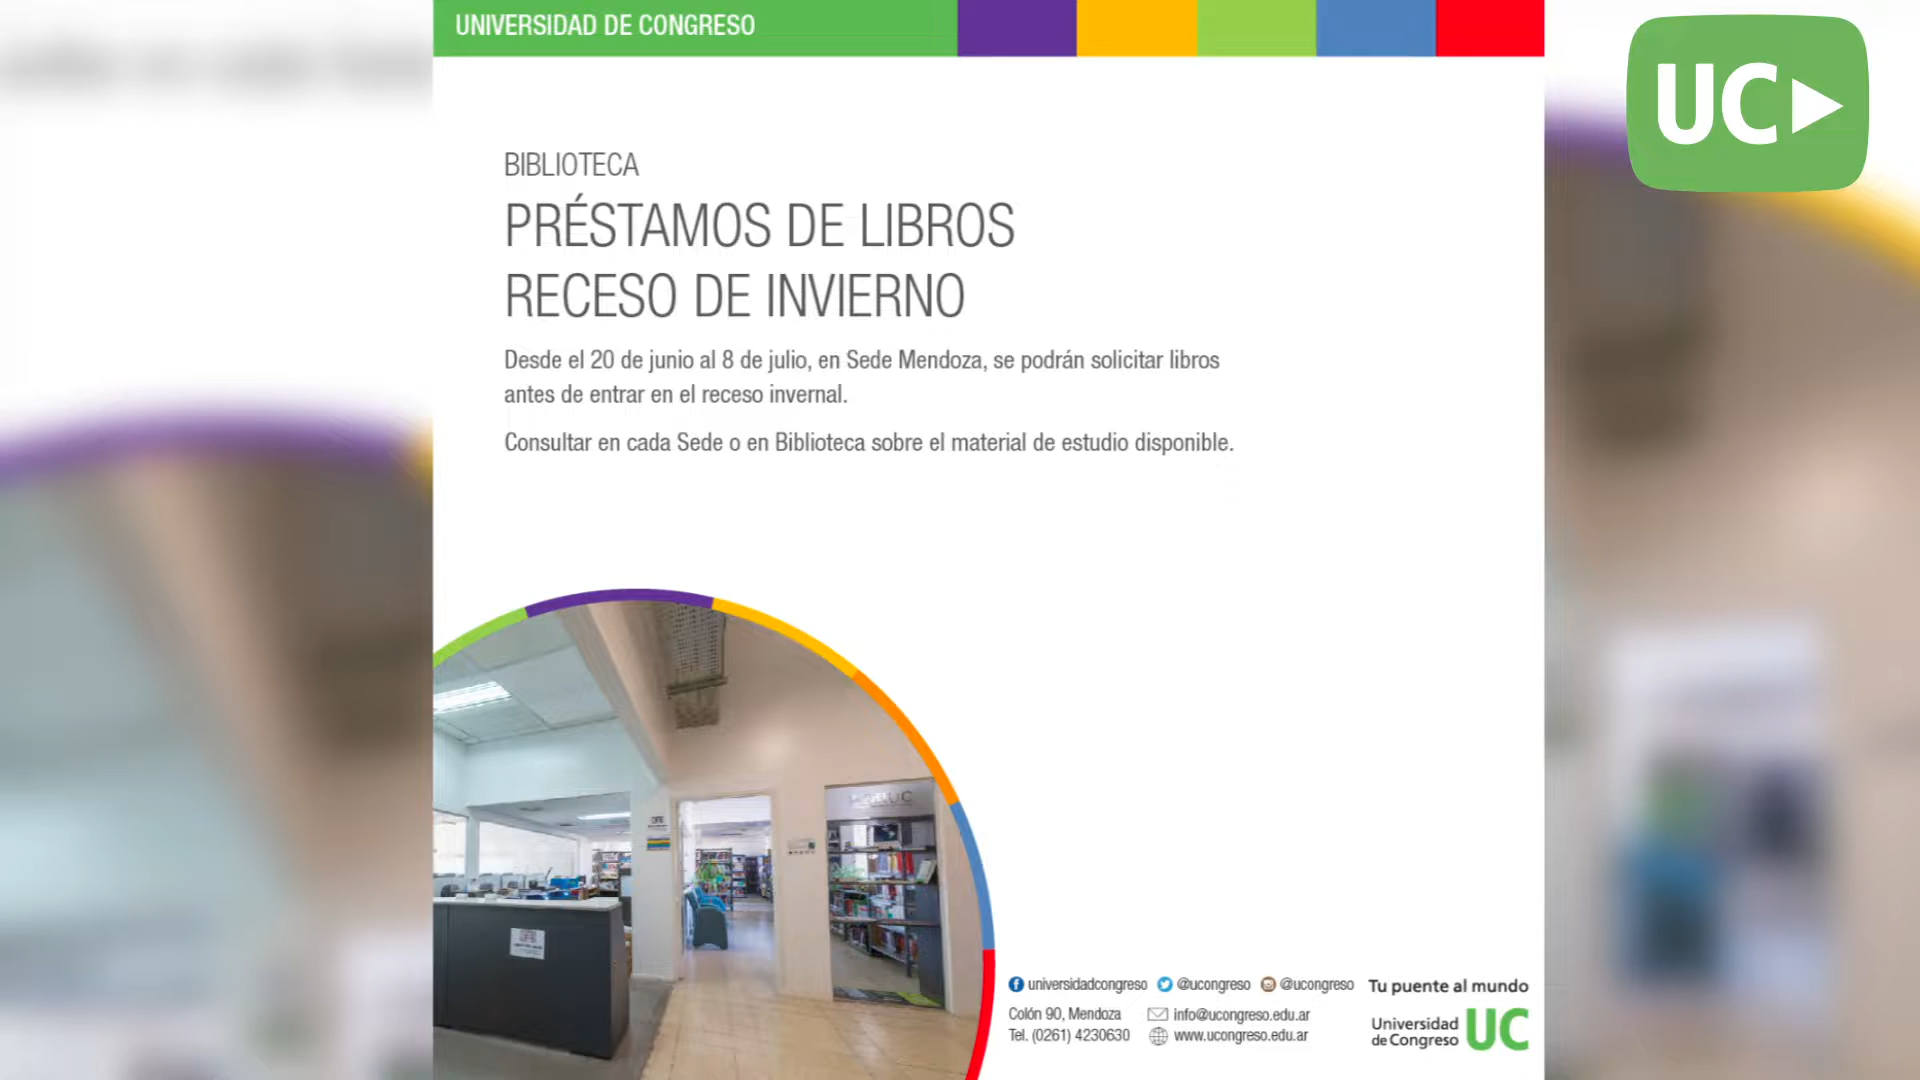 UNIVERSIDAD DE CONGRESO
UC
BIBLIOTECA
PRÉSTAMOS DE LIBROS
RECESO DE INVIERNO
Desde el 20 de junio al 8 de julio, en Sede Mendoza, se podrán solicitar libros
antes de entrar en el receso invernal.
Consultar en cada Sede o en Biblioteca sobre el material de estudio disponible.
universidadcongreso @ucongreso @ucongreso Tu puente al mundo
Colón 90, Mendoza info@ucongreso.edu.ar
Tel. (0261) 4230630 www.ucongreso.edu.ar
Universidad
de Congreso UC